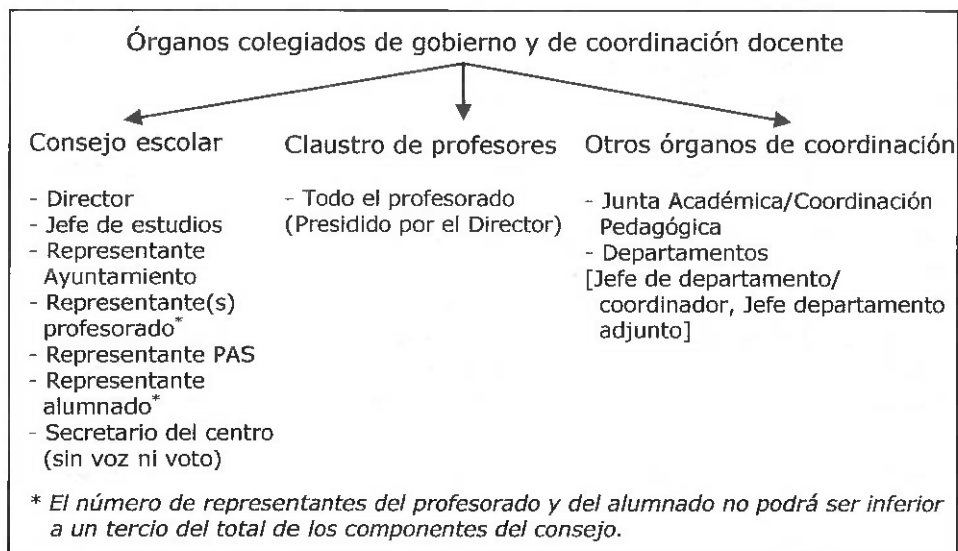 Órganos colegiados de gobierno y de coordinación docente
Consejo escolar
- Director
- Jefe de estudios
- Representante
Ayuntamiento
- Representante(s)
profesorado*
- Representante PAS
- Representante
alumnado*
- Secretario del centro
(sin voz ni voto)
Claustro de profesores
- Todo el profesorado
(Presidido por el Director)
Otros órganos de coordinación
- Junta Académica/Coordinación
Pedagógica
- Departamentos
[Jefe de departamento/
coordinador, Jefe departamento
adjunto]
* El número de representantes del profesorado y del alumnado no podrá ser inferior
a un tercio del total de los componentes del consejo.